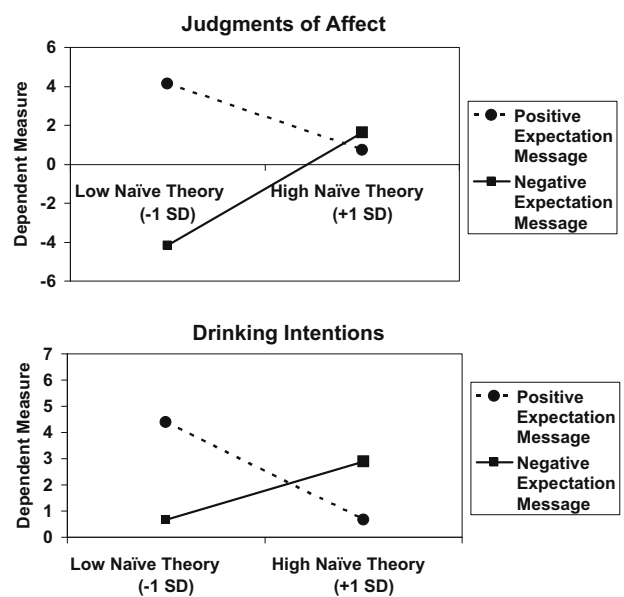 Judgments of Affect
6
4
2
0
-2
-4
-6
Dependent Measure
Low Naïve Theory
(-1 SD)
High Naïve Theory
(+1 SD)
Positive
Expectation
Message
Negative
Expectation
Message
Drinking Intentions
7
6
5
4
3
2
1
0
Dependent Measure
Low Naïve Theory
(-1 SD)
High Naïve Theory
(+1 SD)
Positive
Expectation
Message
Negative
Expectation
Message